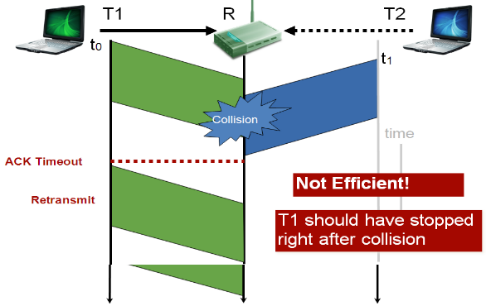 T1
R
T2
t0
t1
Collision
time
ACK Timeout
Not Efficient!
Retransmit
T1 should have stopped
right after collision